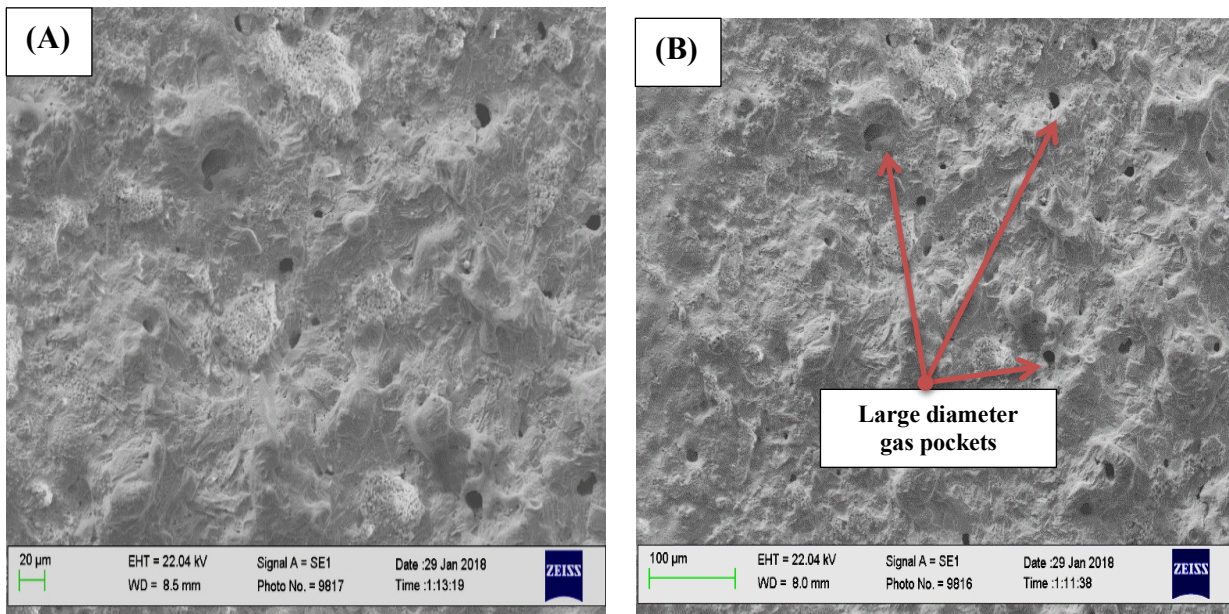 (A)
20 µm
EHT = 22.04 kV
WD = 8.5 mm
Signal A = SE1
Photo No. = 9817
Date :29 Jan 2018
Time :1:13:19
ZEISS
(B)
Large diameter
gas pockets
100 µm
EHT = 22.04 kV
WD = 8.0 mm
Signal A = SE1
Photo No. = 9816
Date :29 Jan 2018
Time :1:11:38
ZEISS